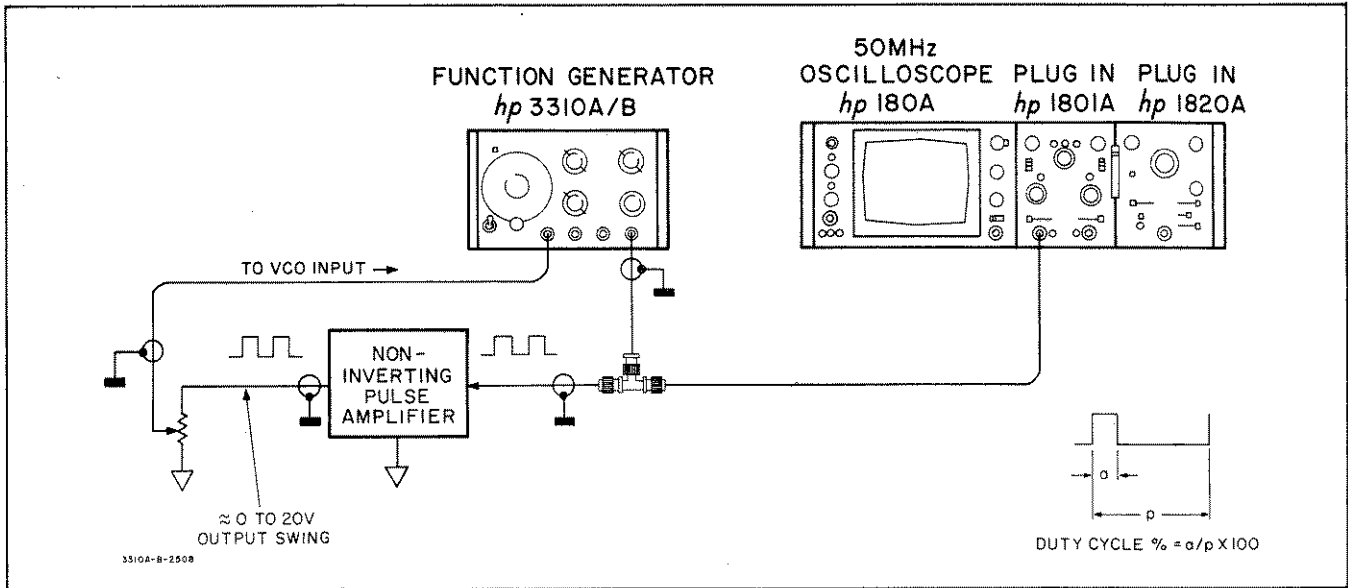 FUNCTION GENERATOR
hp 3310A/B
50MHz
OSCILLOSCOPE
hp 180A
PLUG IN
hp 1801A
PLUG IN
hp 1820A
TO VCO INPUT →
NON-
INVERTING
PULSE
AMPLIFIER
≈ 0 TO 20V
OUTPUT SWING
a
p
DUTY CYCLE % = a/p X 100
3310A-B-2508